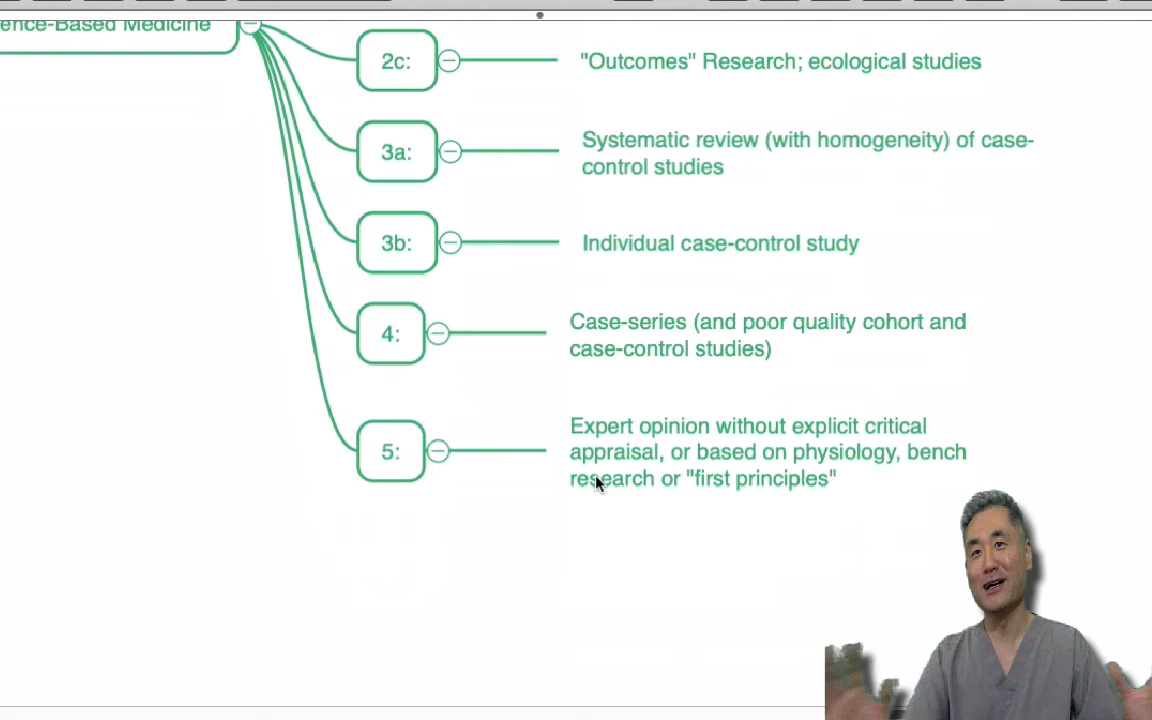 ence-Based Medicine
2c:
"Outcomes" Research; ecological studies
3a:
Systematic review (with homogeneity) of case-
control studies
3b:
Individual case-control study
4:
Case-series (and poor quality cohort and
case-control studies)
5:
Expert opinion without explicit critical
appraisal, or based on physiology, bench
research or "first principles"